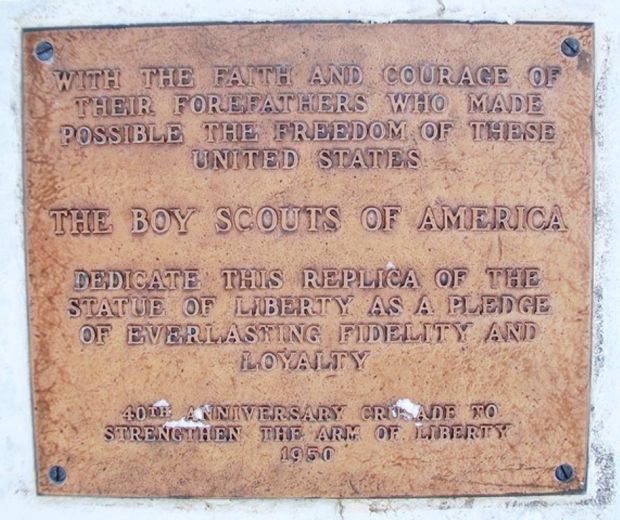 WITH THE FAITH AND COURAGE OF
THEIR FOREFATHERS WHO MADE
POSSIBLE THE FREEDOM OF THESE
UNITED STATES
THE BOY SCOUTS OF AMERICA
DEDICATE THIS REPLICA OF THE
STATUE OF LIBERTY AS A PLEDGE
OF EVERLASTING FIDELITY AND
LOYALTY
40TH ANNIVERSARY CRUSADE TO
STRENGTHEN THE ARM OF LIBERTY
1950